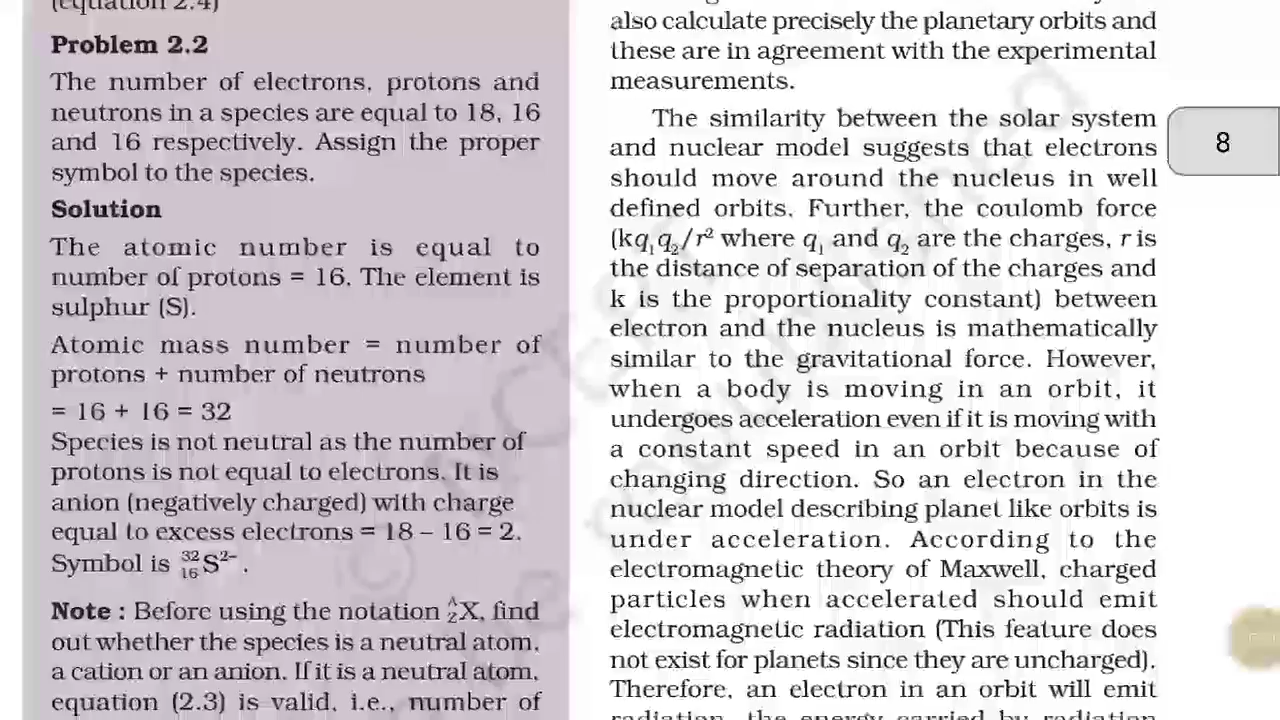 (equation 2.4)
Problem 2.2
The number of electrons, protons and
neutrons in a species are equal to 18, 16
and 16 respectively. Assign the proper
symbol to the species.
Solution
The atomic number is equal to
number of protons = 16. The element is
sulphur (S).
Atomic mass number = number of
protons + number of neutrons
= 16 + 16 = 32
Species is not neutral as the number of
protons is not equal to electrons. It is
anion (negatively charged) with charge
equal to excess electrons = 18 – 16 = 2.
Symbol is ³²₁₆S²⁻ .
Note : Before using the notation ᴬzX, find
out whether the species is a neutral atom,
a cation or an anion. If it is a neutral atom,
equation (2.3) is valid, i.e., number of
also calculate precisely the planetary orbits and
these are in agreement with the experimental
measurements.
The similarity between the solar system
and nuclear model suggests that electrons
should move around the nucleus in well
defined orbits. Further, the coulomb force
(kq₁q₂/r² where q₁ and q₂ are the charges, r is
the distance of separation of the charges and
k is the proportionality constant) between
electron and the nucleus is mathematically
similar to the gravitational force. However,
when a body is moving in an orbit, it
undergoes acceleration even if it is moving with
a constant speed in an orbit because of
changing direction. So an electron in the
nuclear model describing planet like orbits is
under acceleration. According to the
electromagnetic theory of Maxwell, charged
particles when accelerated should emit
electromagnetic radiation (This feature does
not exist for planets since they are uncharged).
Therefore, an electron in an orbit will emit
radiation, the energy carried by radiation
8